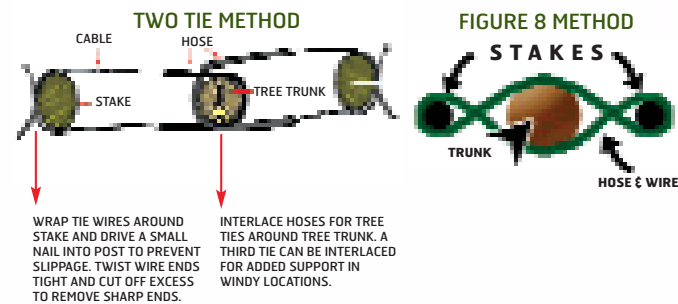 TWO TIE METHOD
CABLE
HOSE
STAKE
TREE TRUNK
WRAP TIE WIRES AROUND
STAKE AND DRIVE A SMALL
NAIL INTO POST TO PREVENT
SLIPPAGE. TWIST WIRE ENDS
TIGHT AND CUT OFF EXCESS
TO REMOVE SHARP ENDS.
INTERLACE HOSES FOR TREE
TIES AROUND TREE TRUNK. A
THIRD TIE CAN BE INTERLACED
FOR ADDED SUPPORT IN
WINDY LOCATIONS.
FIGURE 8 METHOD
STAKES
TRUNK
HOSE & WIRE